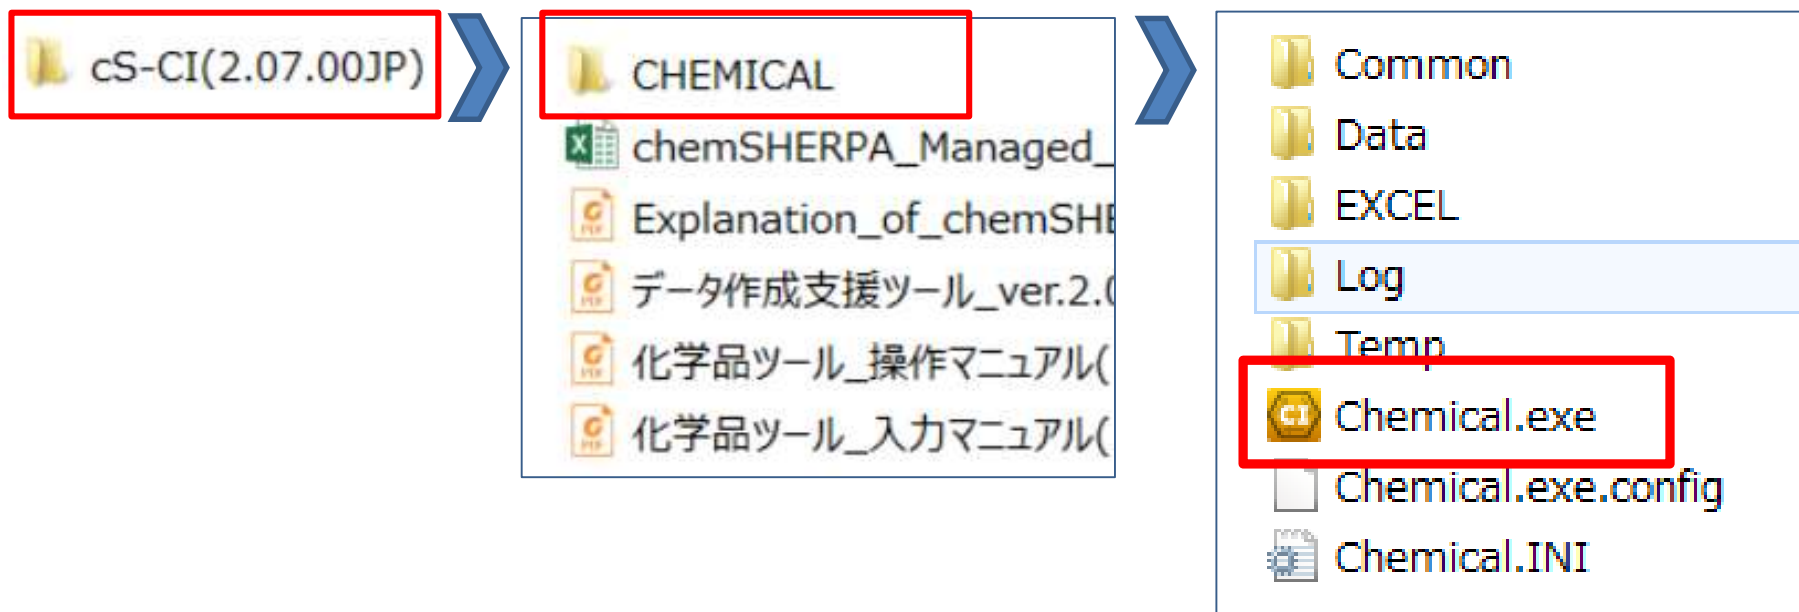 cS-CI(2.07.00JP)
CHEMICAL
chemSHERPA_Managed_
Explanation_of_chemSHE
データ作成支援ツール_ver.2.0
化学品ツール_操作マニュアル(
化学品ツール_入力マニュアル(
Common
Data
EXCEL
Log
Temp
Chemical.exe
Chemical.exe.config
Chemical.INI